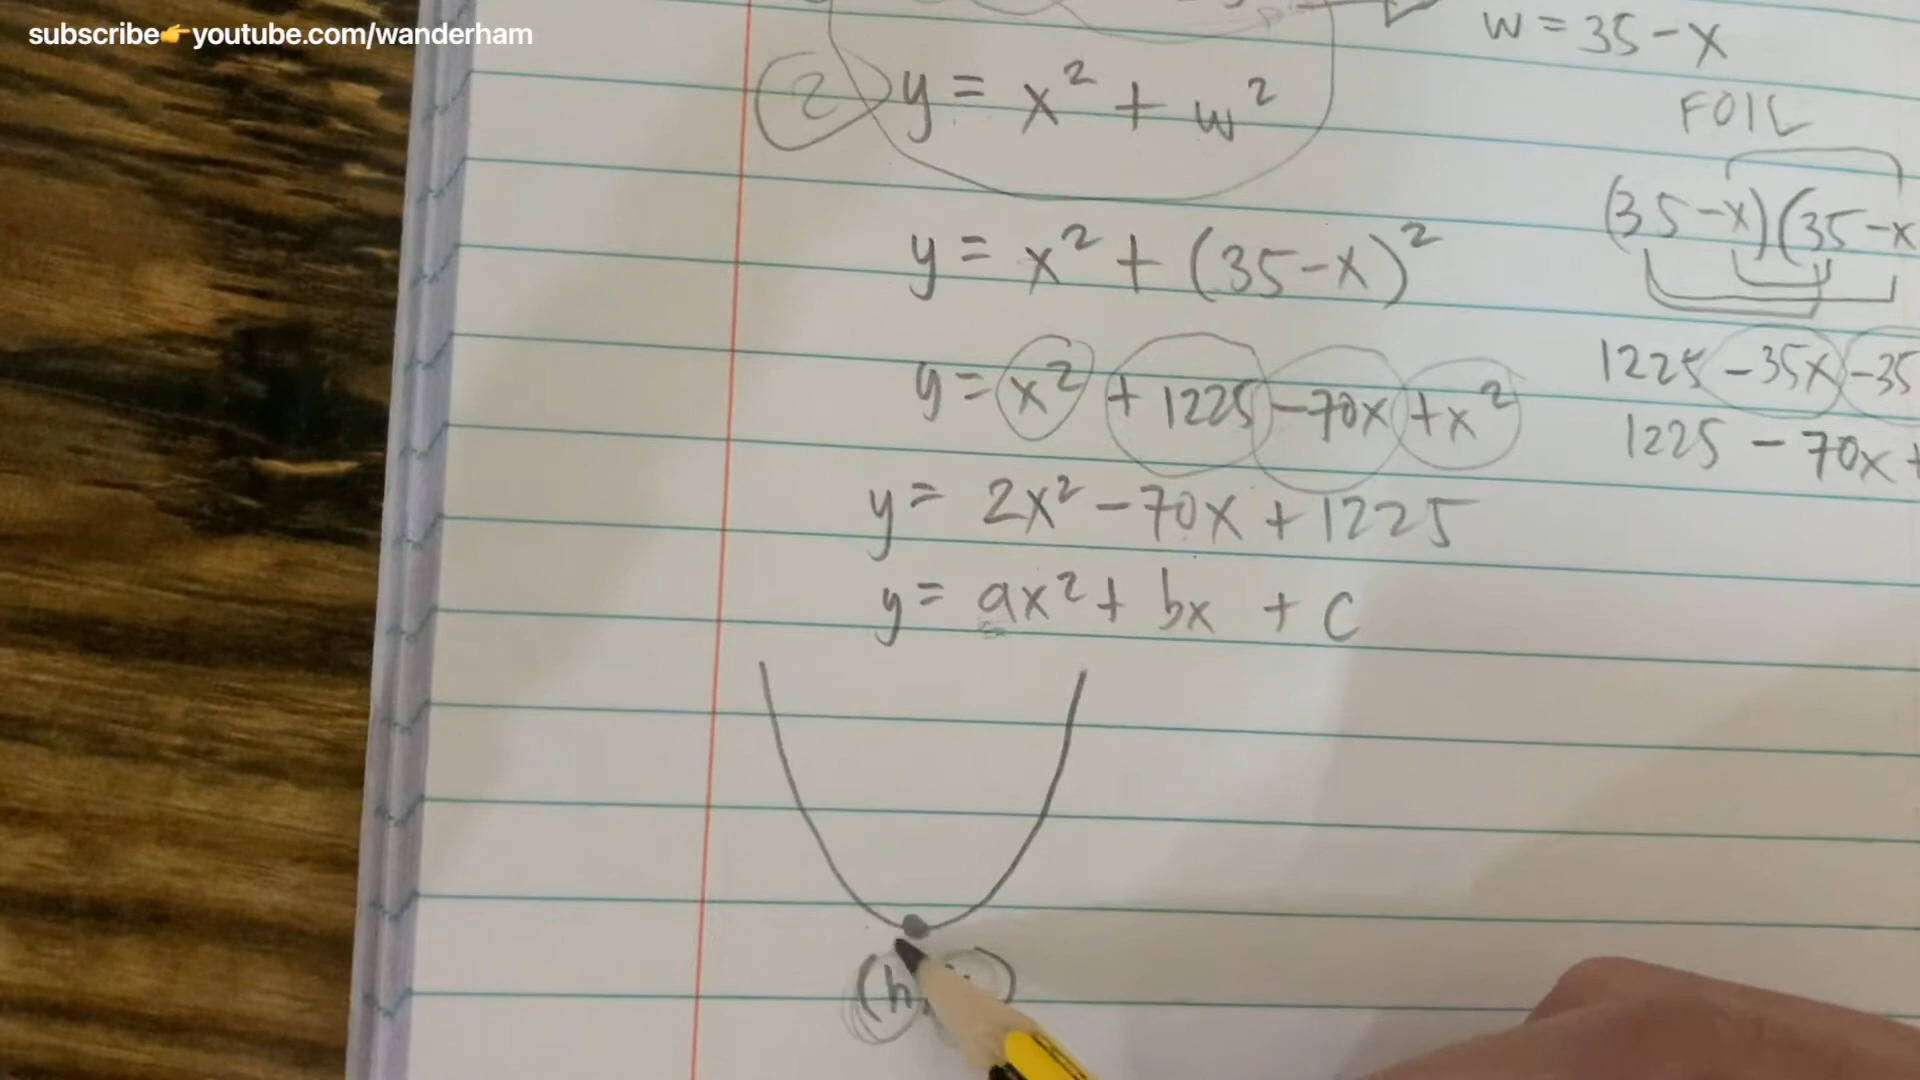 subscribe👉youtube.com/wanderham
w = 35 - x
② y = x² + w²
FOIL
(35-x)(35-x
y = x² + (35-x)²
1225 -35x -35
y = x² + 1225 -70x +x²
1225 - 70x +
y = 2x² -70x + 1225
y = ax² + bx + c
(h,